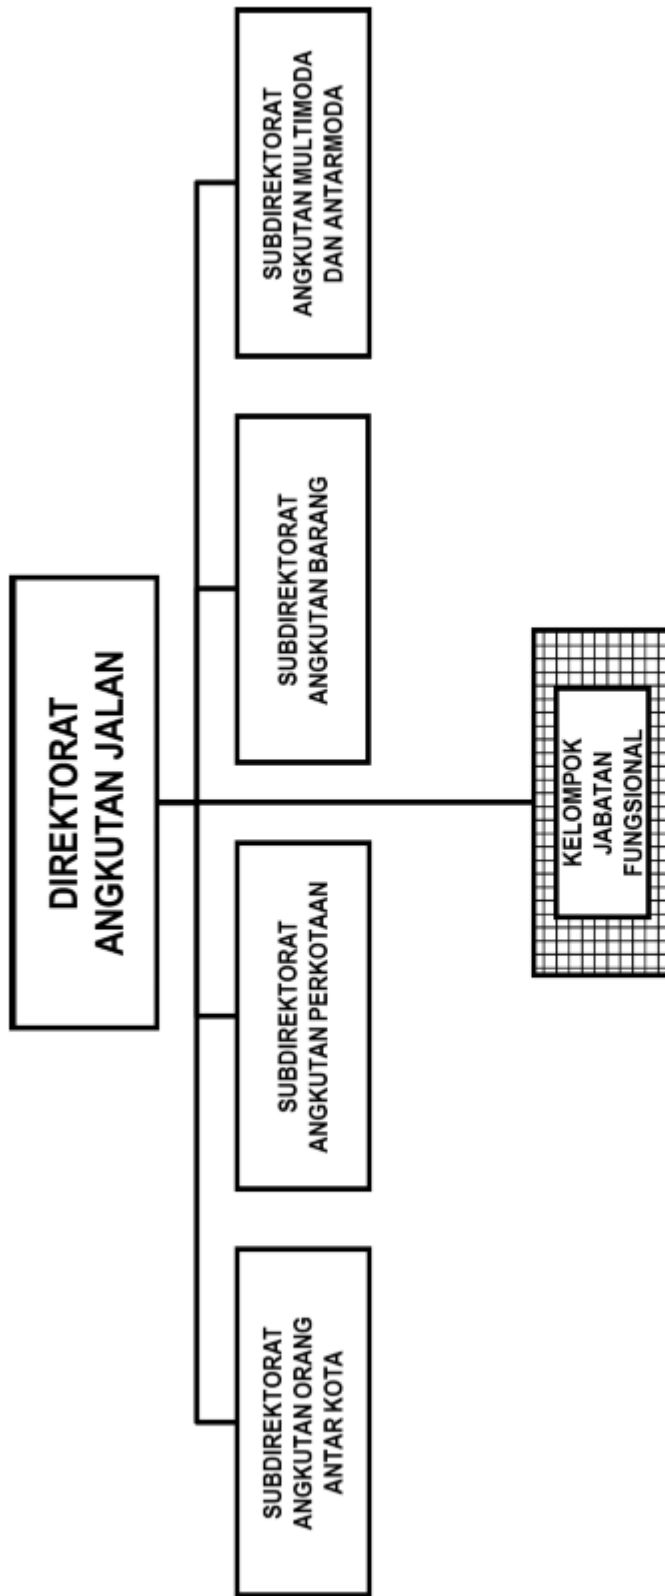 DIREKTORAT
ANGKUTAN JALAN
SUBDIREKTORAT
ANGKUTAN ORANG
ANTAR KOTA
SUBDIREKTORAT
ANGKUTAN PERKOTAAN
SUBDIREKTORAT
ANGKUTAN BARANG
SUBDIREKTORAT
ANGKUTAN MULTIMODA
DAN ANTARMODA
KELOMPOK
JABATAN
FUNGSIONAL